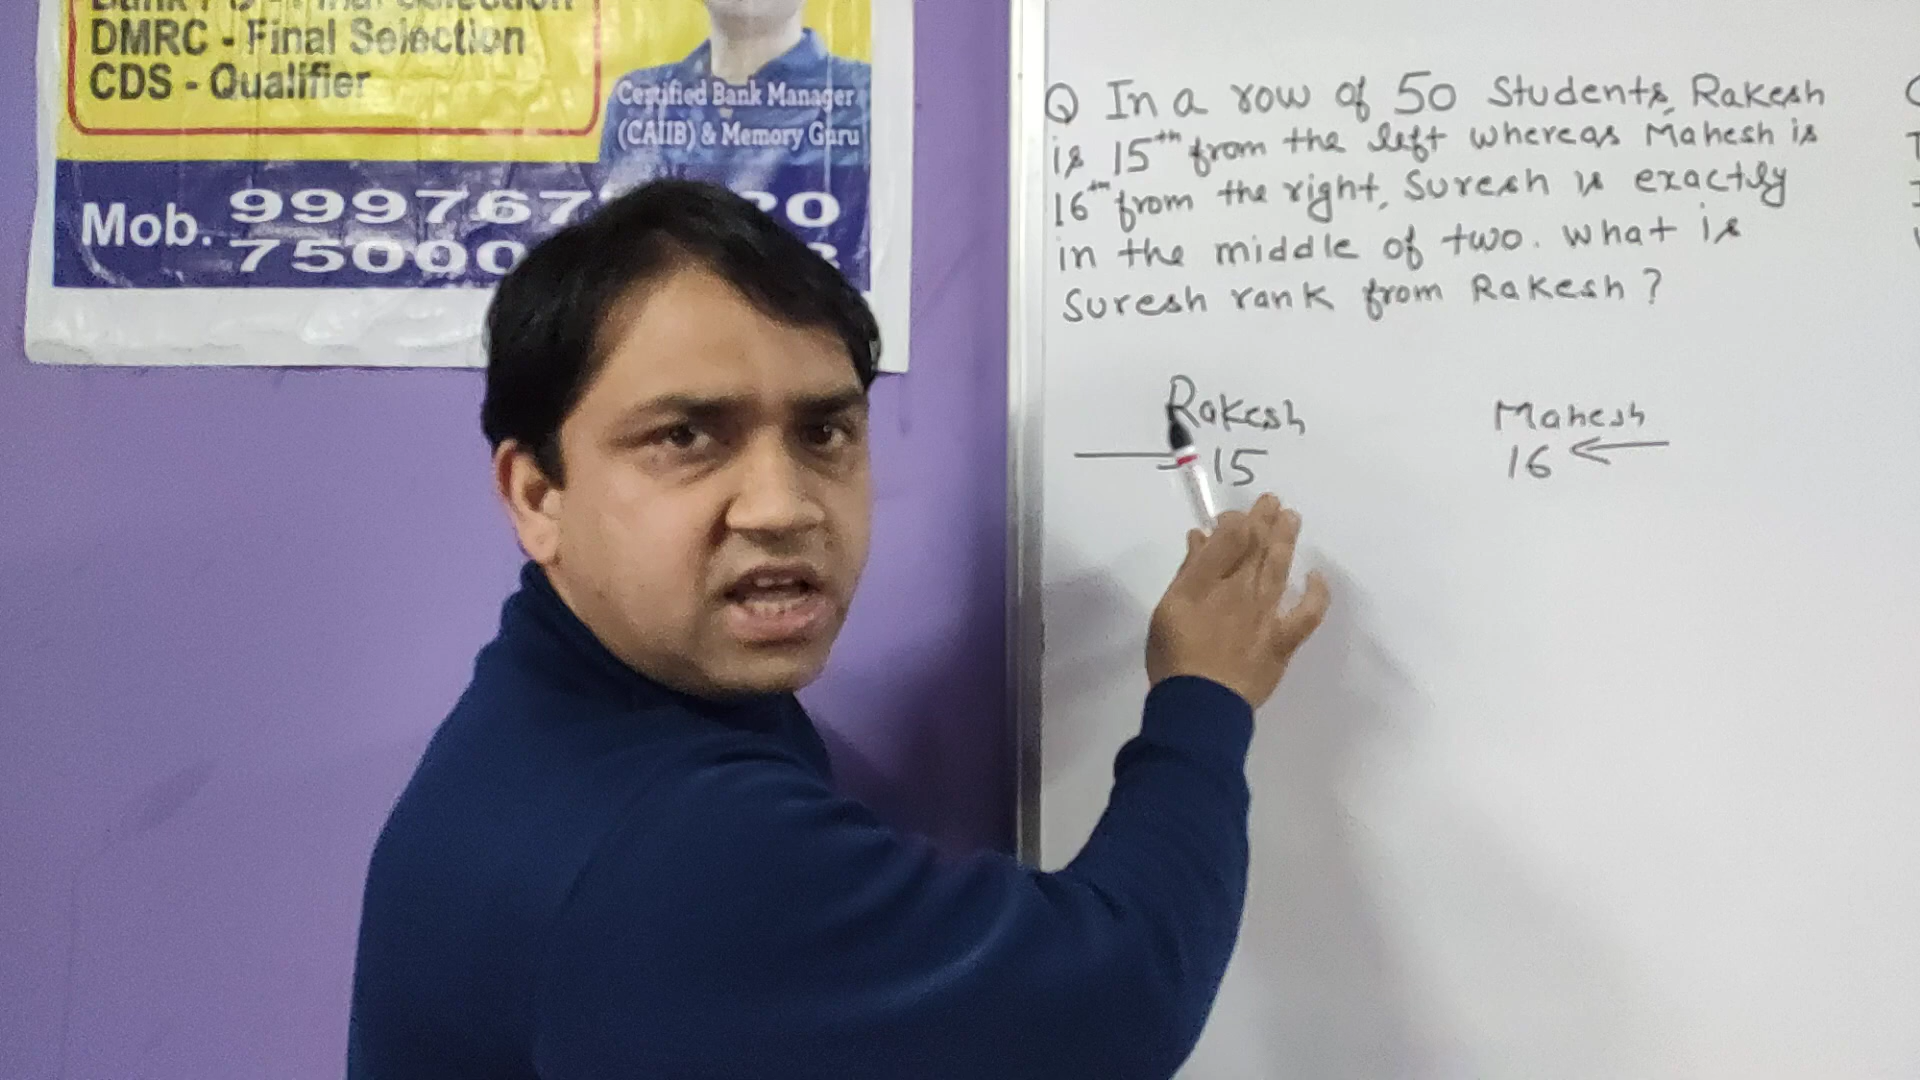 DMRC - Final Selection
CDS - Qualifier
Certified Bank Manager
(CAIIB) & Memory Guru
Mob.
Q In a row of 50 Students, Rakesh
is 15th from the left whereas Mahesh is
16th from the right, Suresh is exactly
in the middle of two. What is
Suresh rank from Rakesh ?
Rakesh
15
Mahesh
16